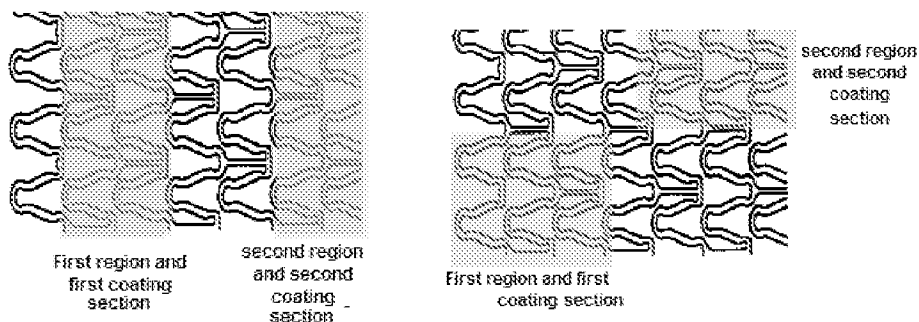 First region and
first coating
section
second region
and second
coating
section
second region
and second
coating
section
First region and first
coating section